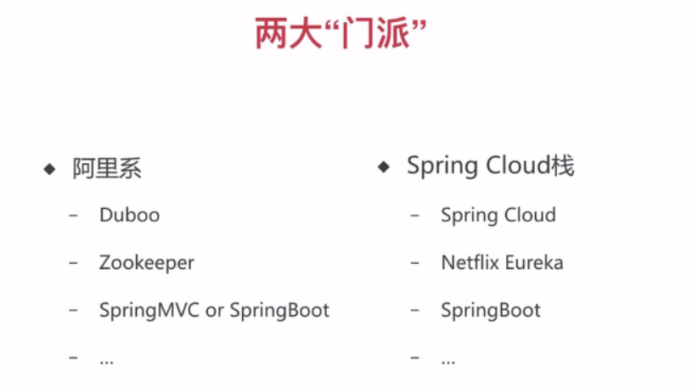 两大“门派”
◆ 阿里系
– Duboo
– Zookeeper
– SpringMVC or SpringBoot
– ...
◆ Spring Cloud栈
– Spring Cloud
– Netflix Eureka
– SpringBoot
– ...